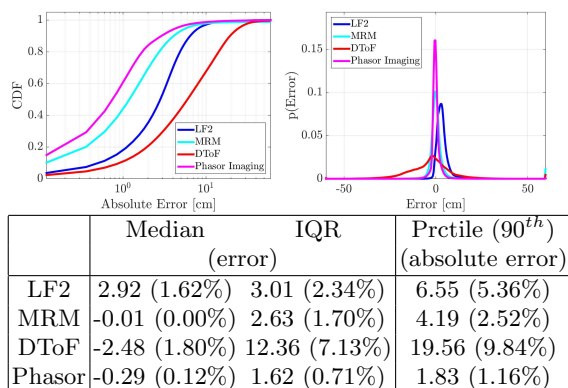 1
0.8
0.6
0.4
0.2
0
CDF
10^0
10^1
Absolute Error [cm]
LF2
MRM
DToF
Phasor Imaging
0.15
0.1
0.05
0
p(Error)
-50
0
50
Error [cm]
LF2
MRM
DToF
Phasor Imaging
Median IQR Prctile (90^{th})
(error) (absolute error)
LF2 2.92 (1.62%) 3.01 (2.34%) 6.55 (5.36%)
MRM -0.01 (0.00%) 2.63 (1.70%) 4.19 (2.52%)
DToF -2.48 (1.80%) 12.36 (7.13%) 19.56 (9.84%)
Phasor -0.29 (0.12%) 1.62 (0.71%) 1.83 (1.16%)